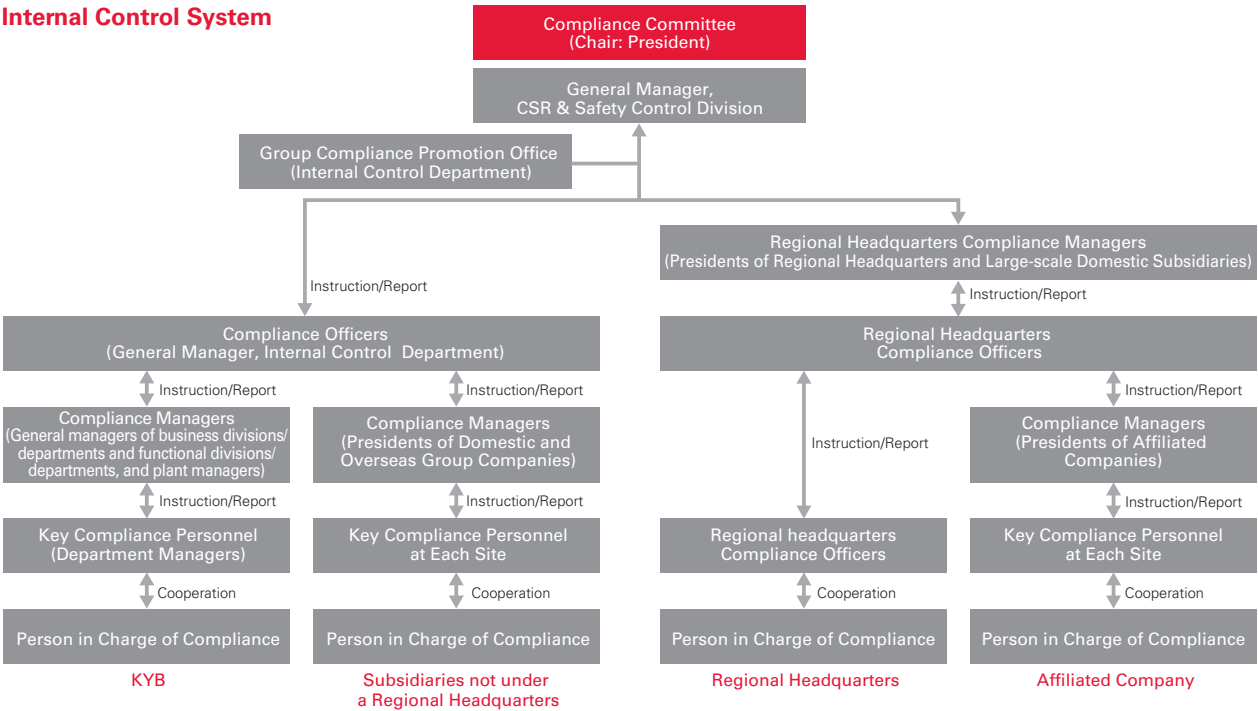 Internal Control System
Compliance Committee
(Chair: President)
General Manager,
CSR & Safety Control Division
Group Compliance Promotion Office
(Internal Control Department)
Regional Headquarters Compliance Managers
(Presidents of Regional Headquarters and Large-scale Domestic Subsidiaries)
Instruction/Report
Instruction/Report
Compliance Officers
(General Manager, Internal Control Department)
Regional Headquarters
Compliance Officers
Instruction/Report
Instruction/Report
Instruction/Report
Compliance Managers
(General managers of business divisions/
departments and functional divisions/
departments, and plant managers)
Compliance Managers
(Presidents of Domestic and
Overseas Group Companies)
Instruction/Report
Compliance Managers
(Presidents of Affiliated
Companies)
Instruction/Report
Instruction/Report
Instruction/Report
Key Compliance Personnel
(Department Managers)
Key Compliance Personnel
at Each Site
Regional headquarters
Compliance Officers
Key Compliance Personnel
at Each Site
Cooperation
Cooperation
Cooperation
Cooperation
Person in Charge of Compliance
Person in Charge of Compliance
Person in Charge of Compliance
Person in Charge of Compliance
KYB
Subsidiaries not under
a Regional Headquarters
Regional Headquarters
Affiliated Company